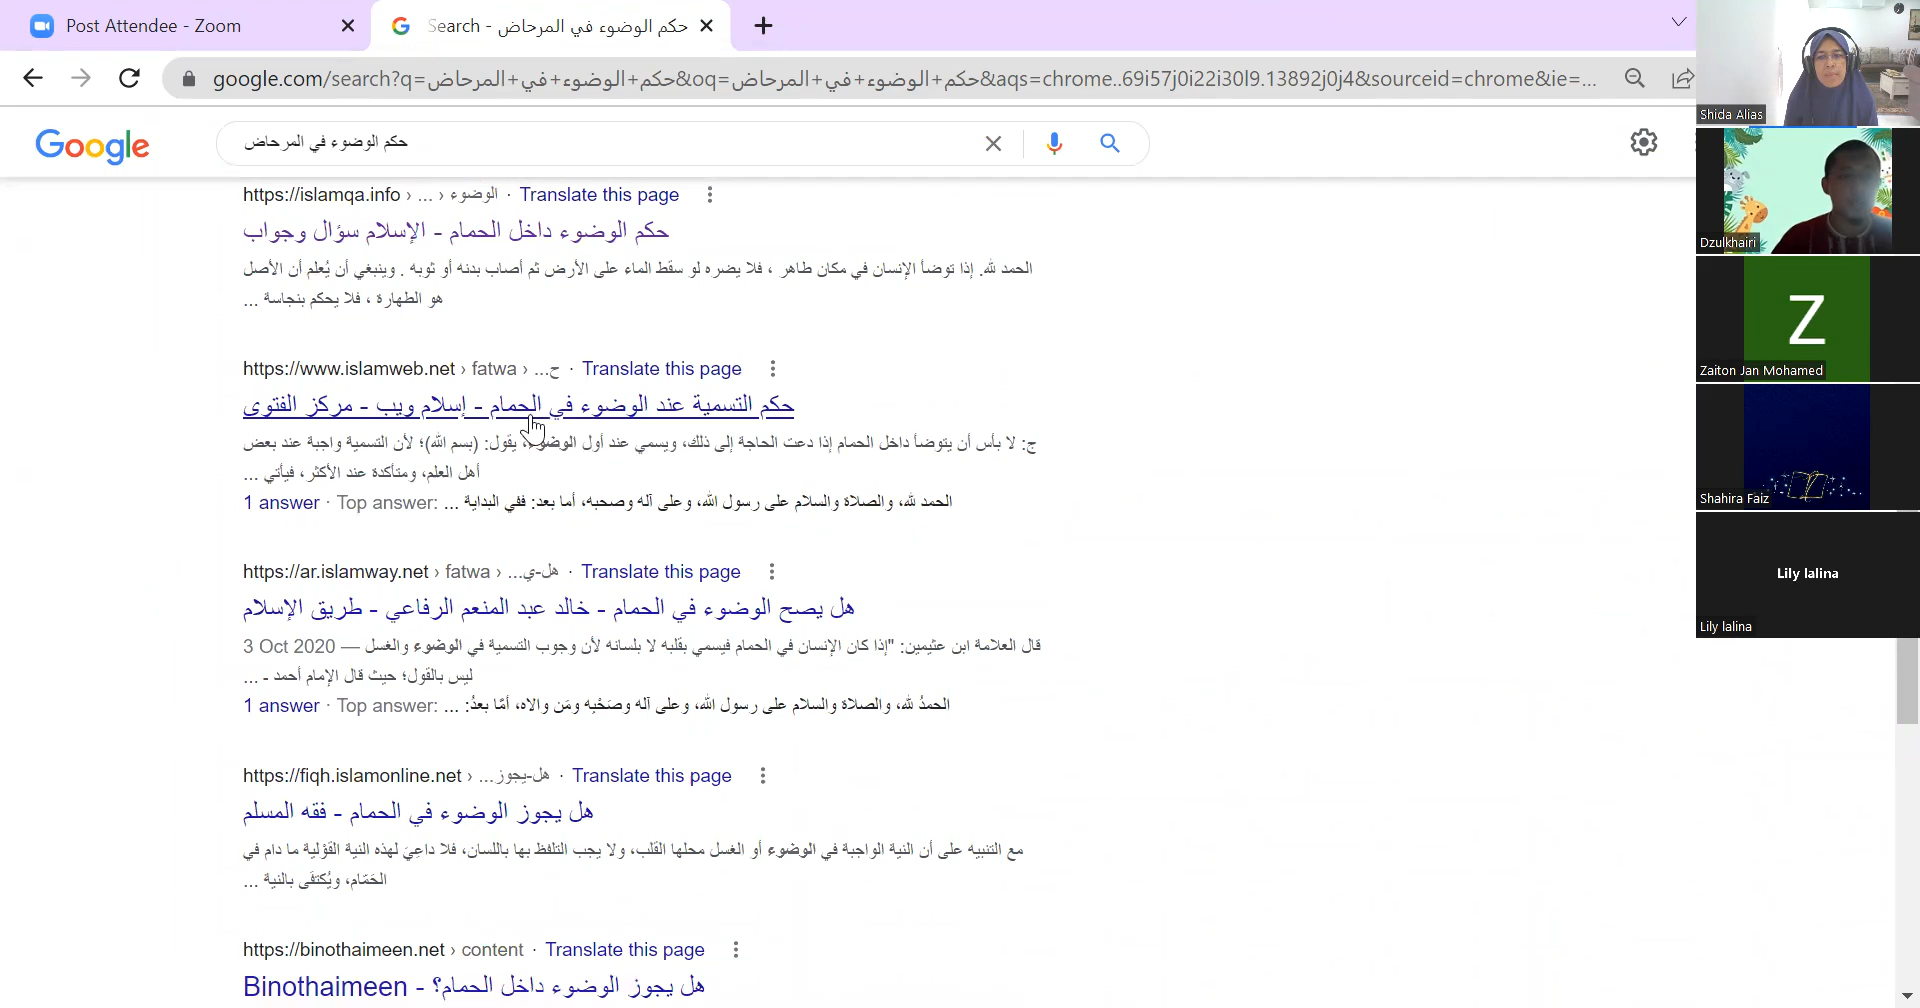 Post Attendee - Zoom
Search - حكم الوضوء في المرحاض
google.com/search?q=حكم+الوضوء+في+المرحاض&oq=حكم+الوضوء+في+المرحاض&aqs=chrome..69i57j0i22i30l9.13892j0j4&sourceid=chrome&ie=...
Google
حكم الوضوء في المرحاض
https://islamqa.info › ... › الوضوء · Translate this page
حكم الوضوء داخل الحمام - الإسلام سؤال وجواب
الحمد لله. إذا توضأ الإنسان في مكان طاهر ، فلا يضره لو سقط الماء على الأرض ثم أصاب بدنه أو ثوبه . وينبغي أن يُعلم أن الأصل
هو الطهارة ، فلا يحكم بنجاسة ...
https://www.islamweb.net › fatwa › ح... · Translate this page
حكم التسمية عند الوضوء في الحمام - إسلام ويب - مركز الفتوى
ج: لا بأس أن يتوضأ داخل الحمام إذا دعت الحاجة إلى ذلك، ويسمي عند أول الوضوء، يقول: (بسم الله)؛ لأن التسمية واجبة عند بعض
أهل العلم، ومتأكدة عند الأكثر، فيأتي ...
1 answer · Top answer: الحمد لله، والصلاة والسلام على رسول الله، وعلى آله وصحبه، أما بعد: ففي البداية ...
https://ar.islamway.net › fatwa › هل-ي... · Translate this page
هل يصح الوضوء في الحمام - خالد عبد المنعم الرفاعي - طريق الإسلام
3 Oct 2020 — قال العلامة ابن عثيمين: "إذا كان الإنسان في الحمام فيسمي بقلبه لا بلسانه لأن وجوب التسمية في الوضوء والغسل
ليس بالقول؛ حيث قال الإمام أحمد ـ ...
1 answer · Top answer: الحمدُ لله، والصلاة والسلام على رسول الله، وعلى آله وصَحْبِه ومَن والاه، أمَّا بعدُ: ...
https://fiqh.islamonline.net › هل-يجوز... · Translate this page
هل يجوز الوضوء في الحمام - فقه المسلم
مع التنبيه على أن النية الواجبة في الوضوء أو الغسل محلها القلب، ولا يجب التلفظ بها باللسان، فلا داعِيَ لهذه النية القَوْلية ما دام في
الحَمّام، ويُكتفَى بالنية ...
https://binothaimeen.net › content · Translate this page
هل يجوز الوضوء داخل الحمام؟ - Binothaimeen
Shida Alias
Dzulkhairi
Z
Zaiton Jan Mohamed
Shahira Faiz
Lily lalina
Lily lalina